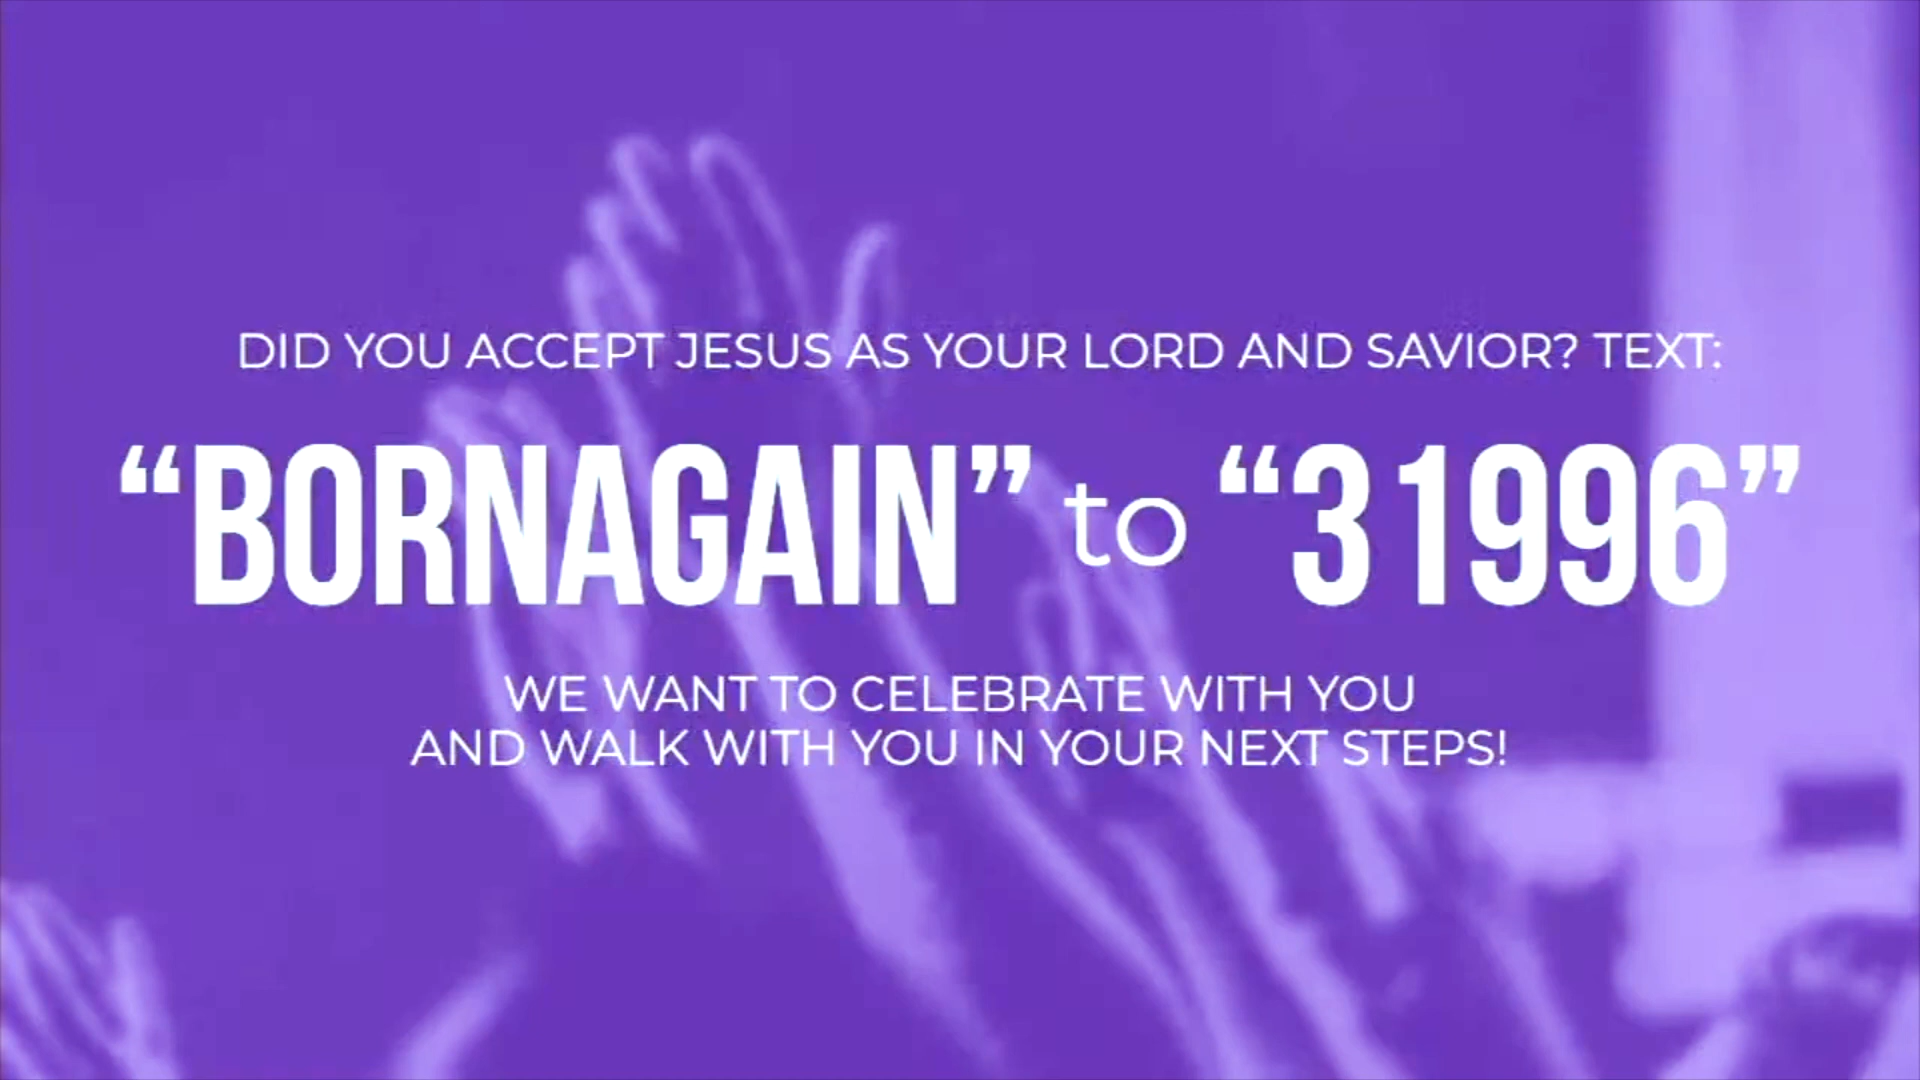 DID YOU ACCEPT JESUS AS YOUR LORD AND SAVIOR? TEXT:
“BORNAGAIN” to “31996”
WE WANT TO CELEBRATE WITH YOU
AND WALK WITH YOU IN YOUR NEXT STEPS!